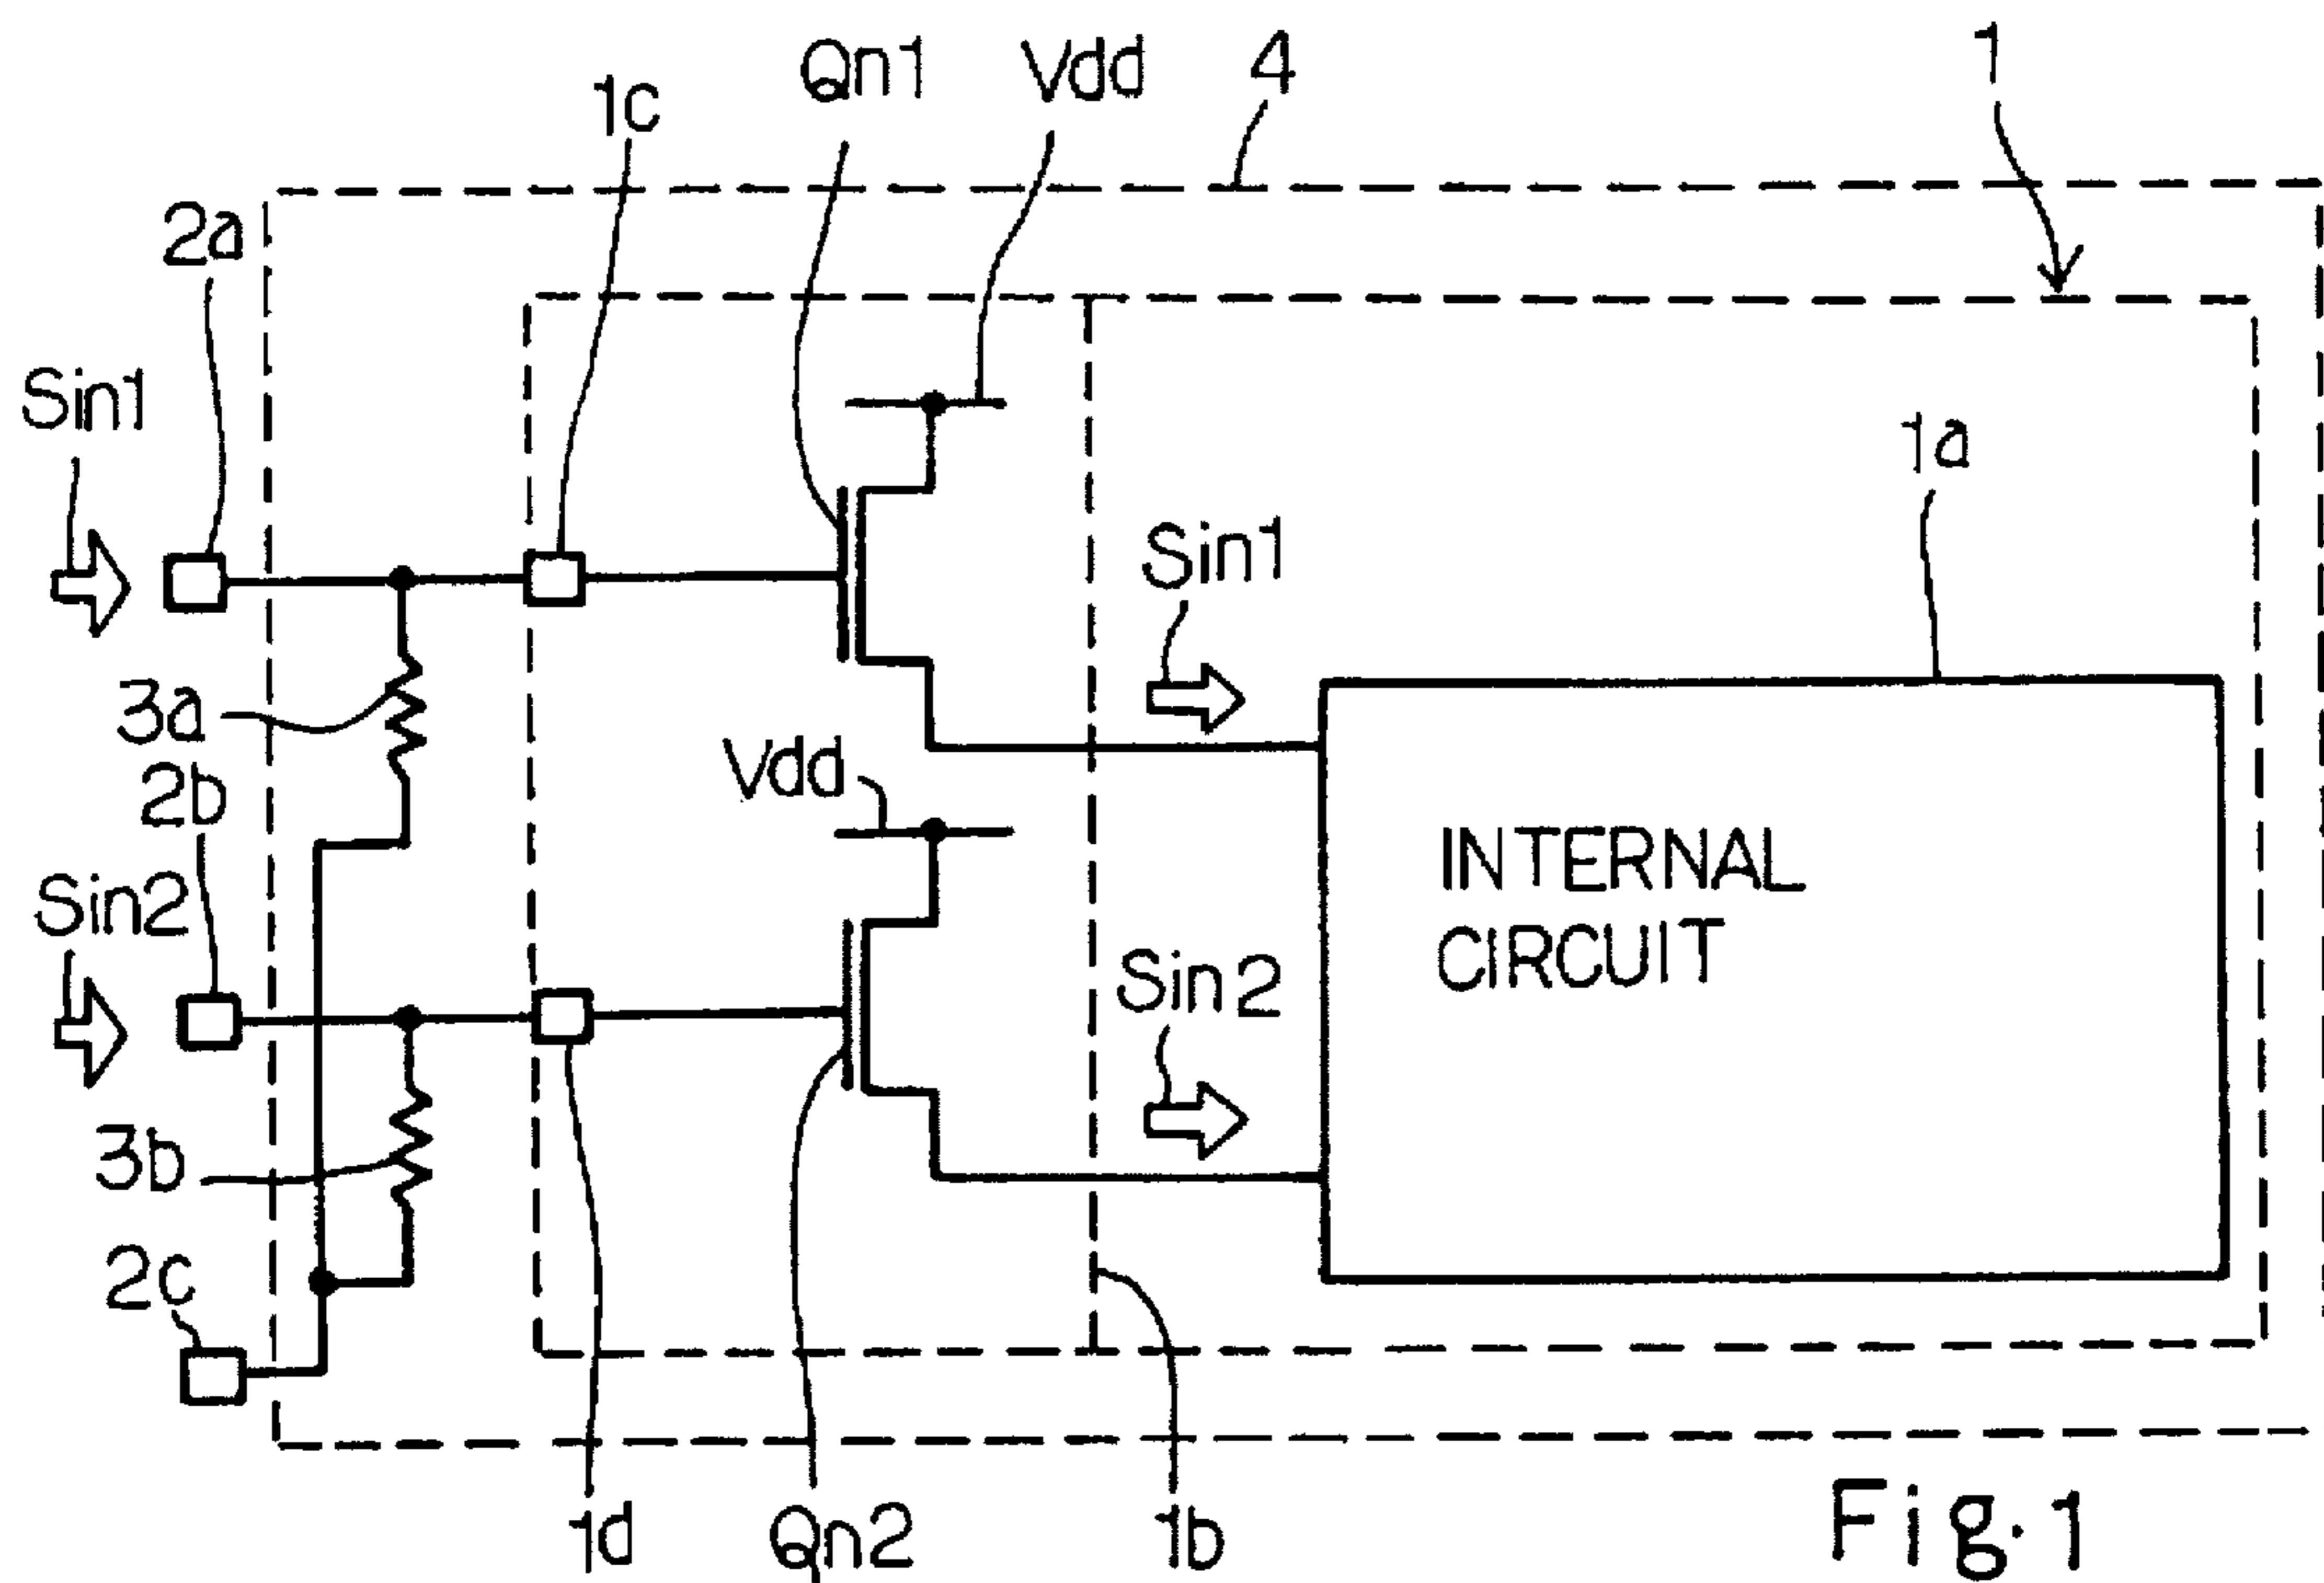 1
4
Qn1
Vdd
1c
2a
Sin1
1a
Sin1
3a
Vdd
2b
INTERNAL
CIRCUIT
Sin2
Sin2
3b
2c
1d
Qn2
1b
Fig.1